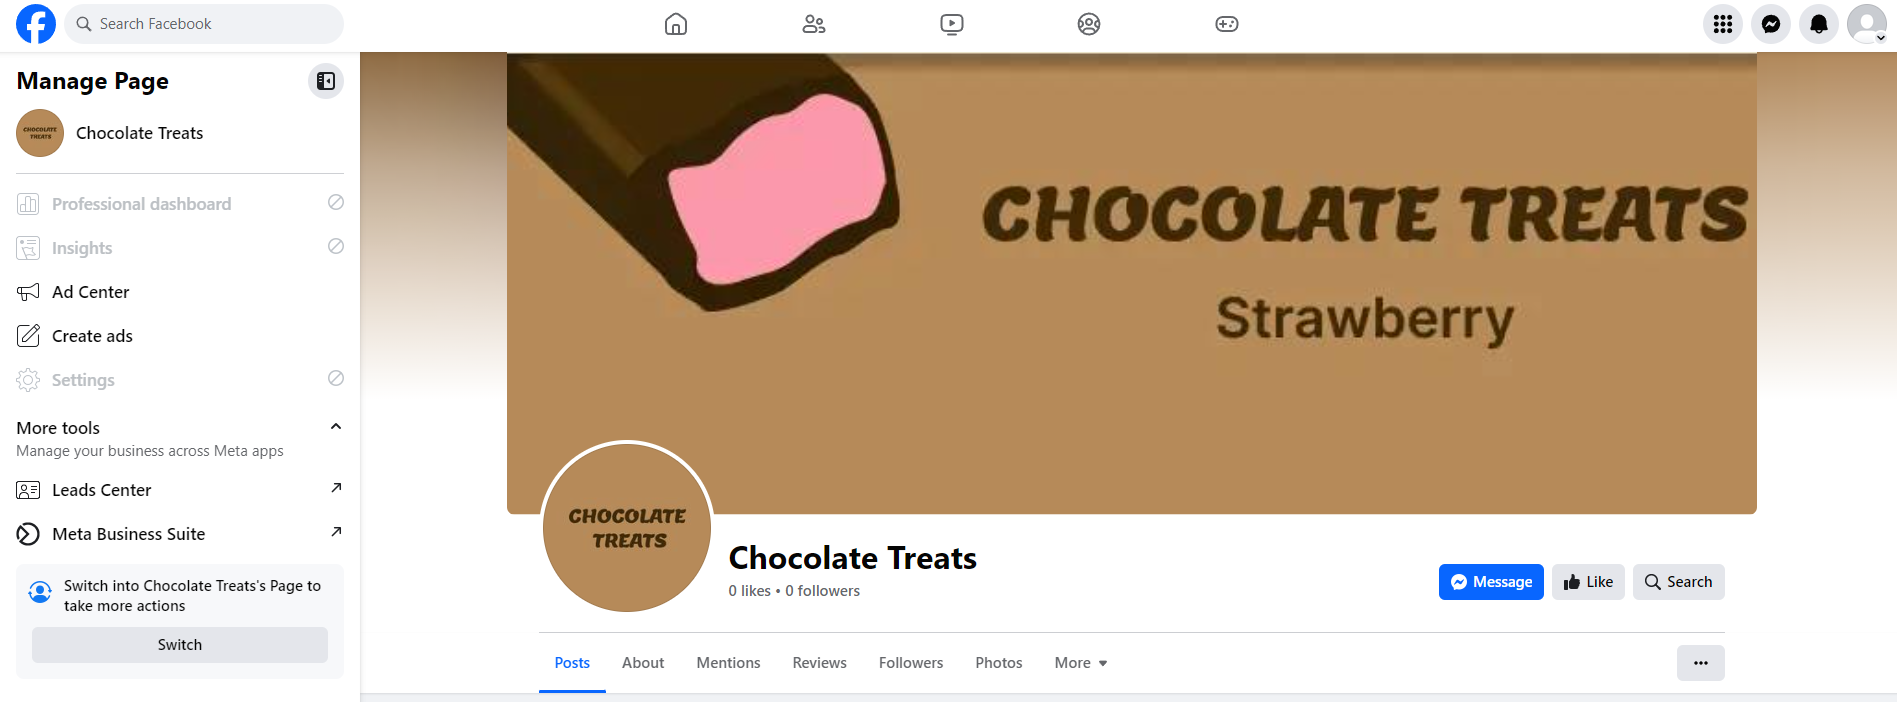 Search Facebook
Manage Page
CHOCOLATE
TREATS
Chocolate Treats
Professional dashboard
Insights
Ad Center
Create ads
Settings
More tools
Manage your business across Meta apps
Leads Center
Meta Business Suite
Switch into Chocolate Treats's Page to
take more actions
Switch
CHOCOLATE TREATS
Strawberry
CHOCOLATE
TREATS
Chocolate Treats
0 likes • 0 followers
Message Like Search
Posts About Mentions Reviews Followers Photos More